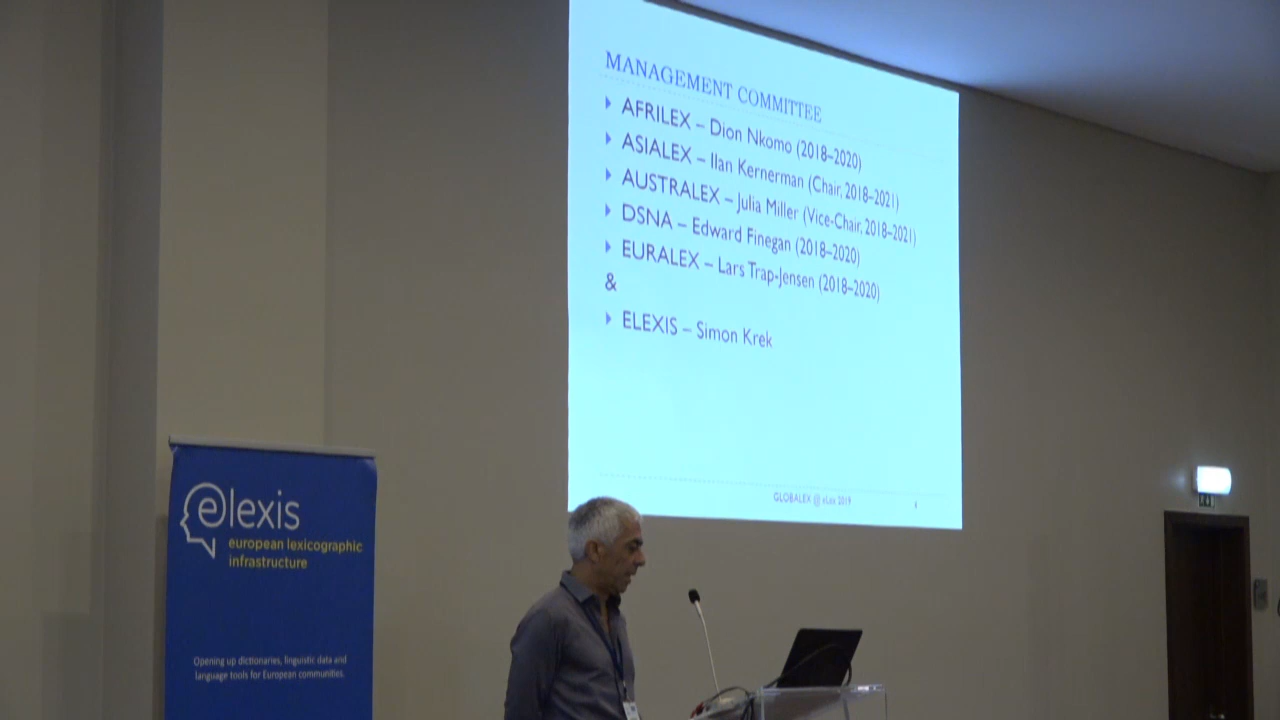 MANAGEMENT COMMITTEE
AFRILEX – Dion Nkomo (2018–2020)
ASIALEX – Ilan Kernerman (Chair, 2018–2021)
AUSTRALEX – Julia Miller (Vice-Chair, 2018–2021)
DSNA – Edward Finegan (2018–2020)
EURALEX – Lars Trap-Jensen (2018–2020)
&
ELEXIS – Simon Krek
GLOBALEX @ eLex 2019
elexis
european lexicographic
infrastructure
Opening up dictionaries, linguistic data and
language tools for European communities.